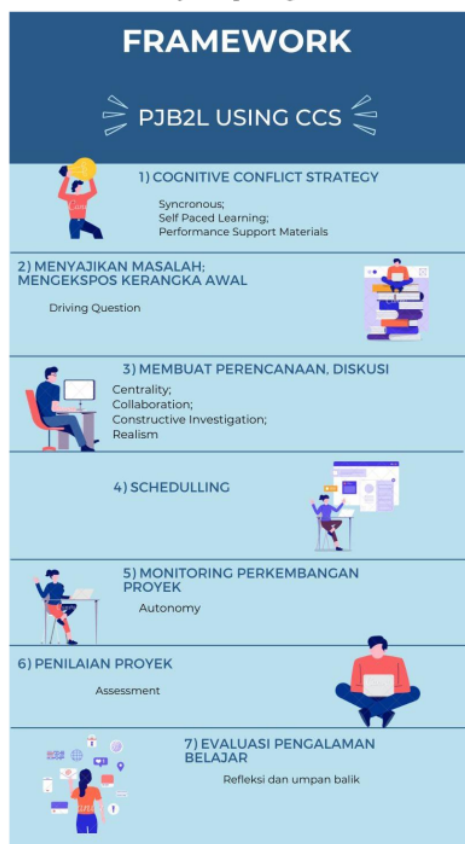 FRAMEWORK
PJB2L USING CCS
1) COGNITIVE CONFLICT STRATEGY
Syncronous;
Self Paced Learning;
Performance Support Materials
2) MENYAJIKAN MASALAH;
MENGEKSPOS KERANGKA AWAL
Driving Question
3) MEMBUAT PERENCANAAN, DISKUSI
Centrality;
Collaboration;
Constructive Investigation;
Realism
4) SCHEDULLING
5) MONITORING PERKEMBANGAN
PROYEK
Autonomy
6) PENILAIAN PROYEK
Assessment
7) EVALUASI PENGALAMAN
BELAJAR
Refleksi dan umpan balik